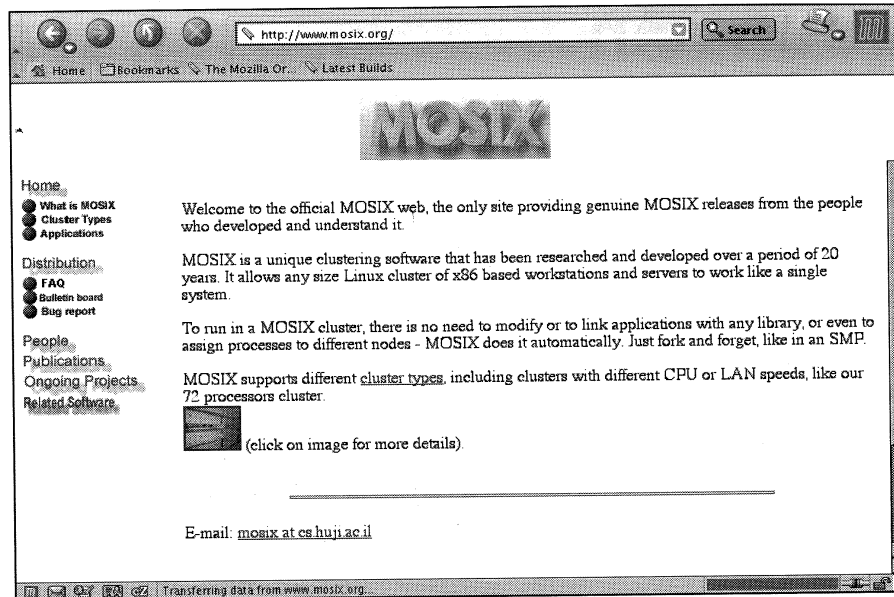 http://www.mosix.org/
Search
Home
Bookmarks
The Mozilla Or...
Latest Builds
MOSIX
Home
What is MOSIX
Cluster Types
Applications
Distribution
FAQ
Bulletin board
Bug report
People
Publications
Ongoing Projects
Related Software
Welcome to the official MOSIX web, the only site providing genuine MOSIX releases from the people
who developed and understand it.
MOSIX is a unique clustering software that has been researched and developed over a period of 20
years. It allows any size Linux cluster of x86 based workstations and servers to work like a single
system.
To run in a MOSIX cluster, there is no need to modify or to link applications with any library, or even to
assign processes to different nodes - MOSIX does it automatically. Just fork and forget, like in an SMP.
MOSIX supports different cluster types, including clusters with different CPU or LAN speeds, like our
72 processors cluster.
(click on image for more details).
E-mail: mosix at cs.huji.ac.il
Transferring data from www.mosix.org...